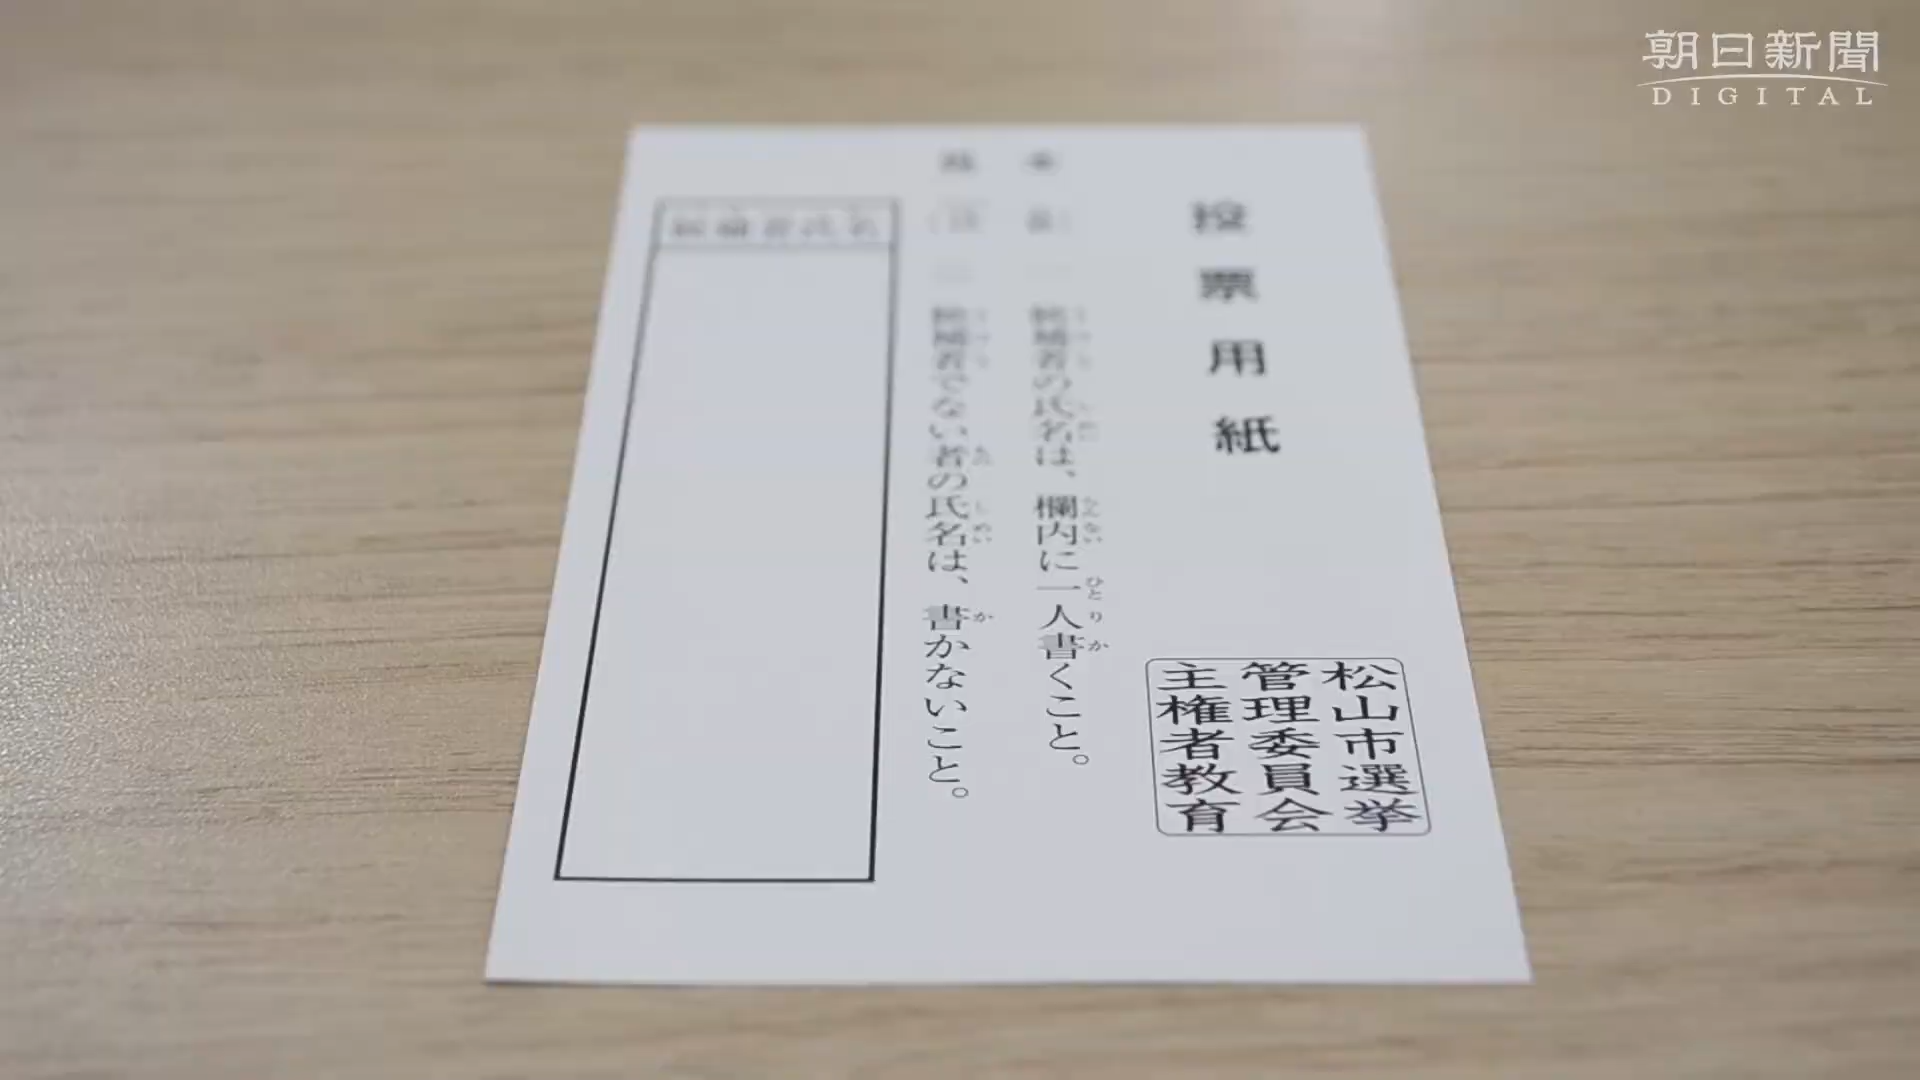 朝日新聞
DIGITAL
投票用紙
松山市選挙
管理委員会
主権者教育
候補者の氏名は、欄内に一人書くこと。
候補者でない者の氏名は、書かないこと。
候補者氏名